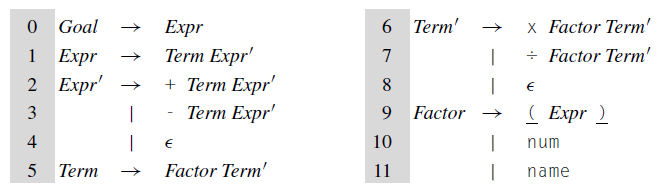 0 Goal → Expr
1 Expr → Term Expr′
2 Expr′ → + Term Expr′
3 | - Term Expr′
4 | ϵ
5 Term → Factor Term′
6 Term′ → x Factor Term′
7 | ÷ Factor Term′
8 | ϵ
9 Factor → ( Expr )
10 | num
11 | name